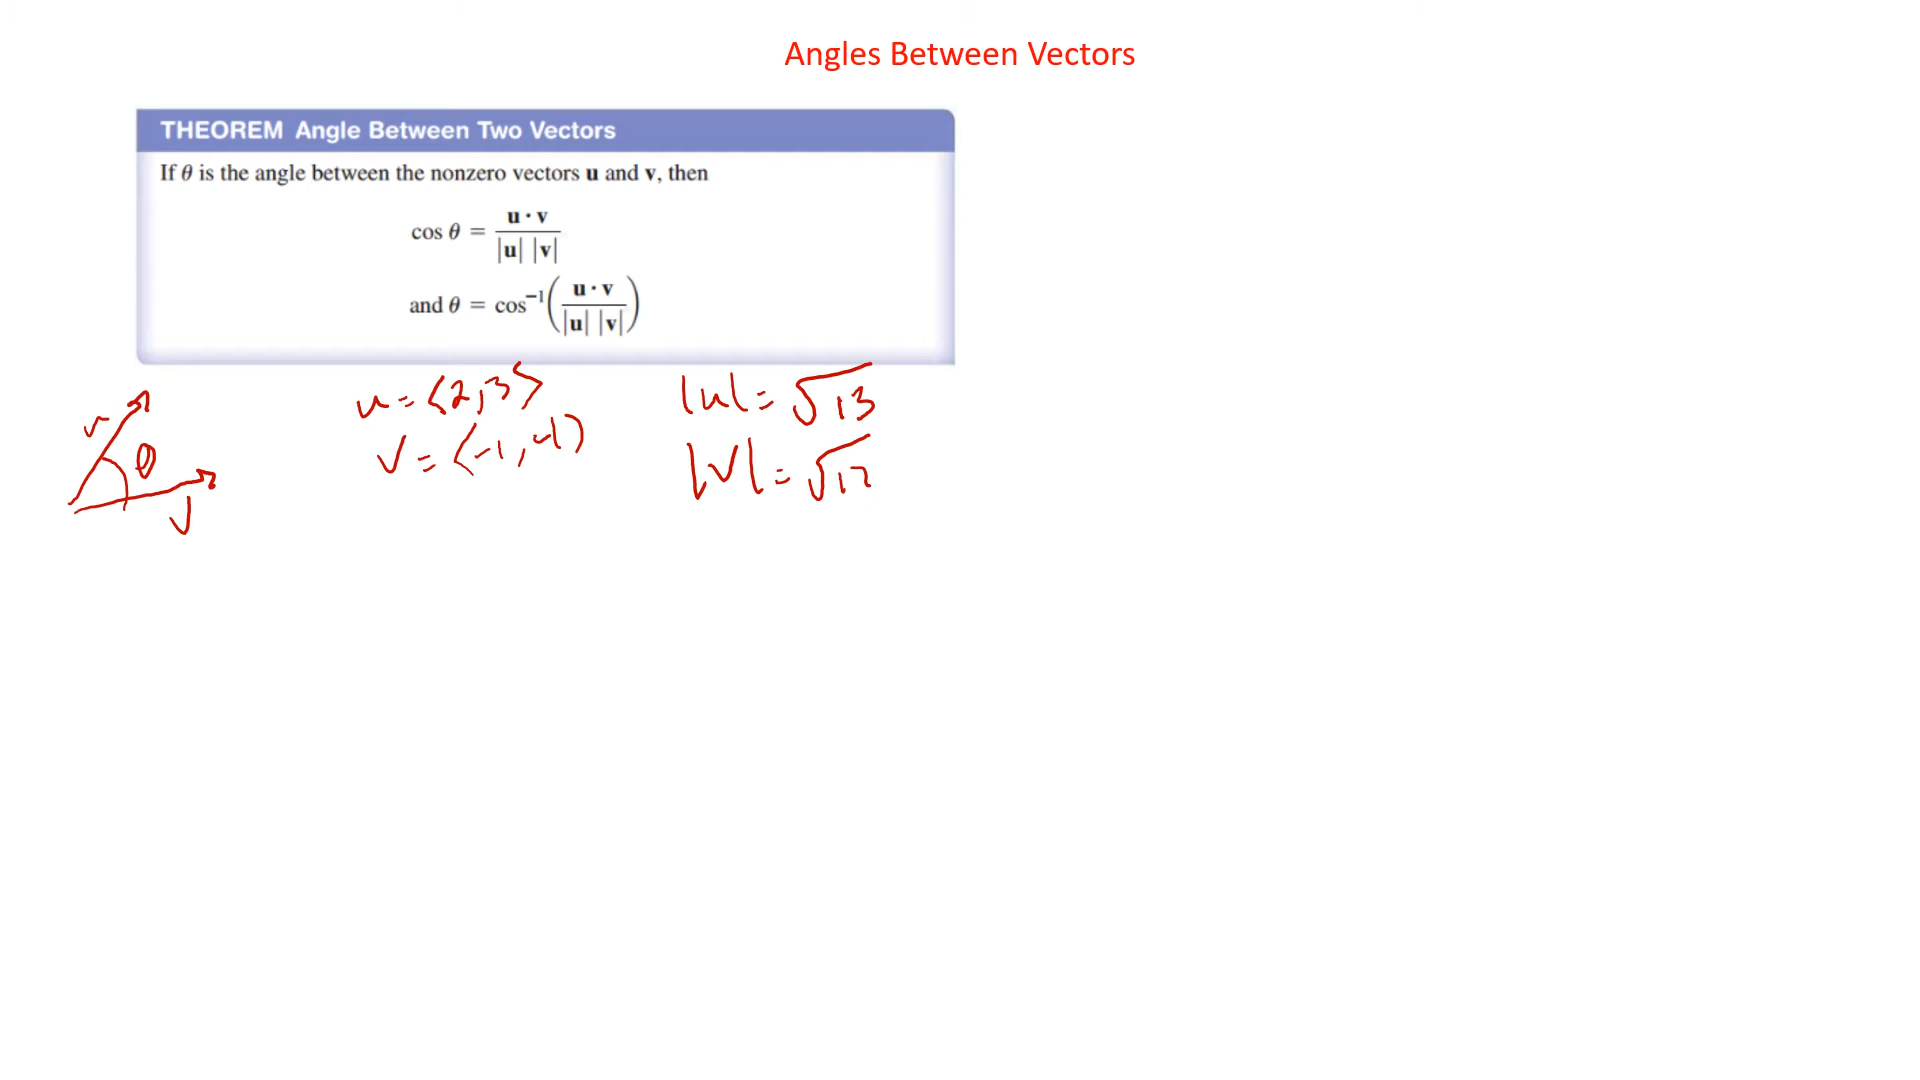 Angles Between Vectors
THEOREM Angle Between Two Vectors
If θ is the angle between the nonzero vectors u and v, then
cos θ = u · v / |u| |v|
and θ = cos⁻¹(u · v / |u| |v|)
u = ⟨2,3⟩
|u| = √13
v = ⟨-1,4⟩
|v| = √17
θ
v